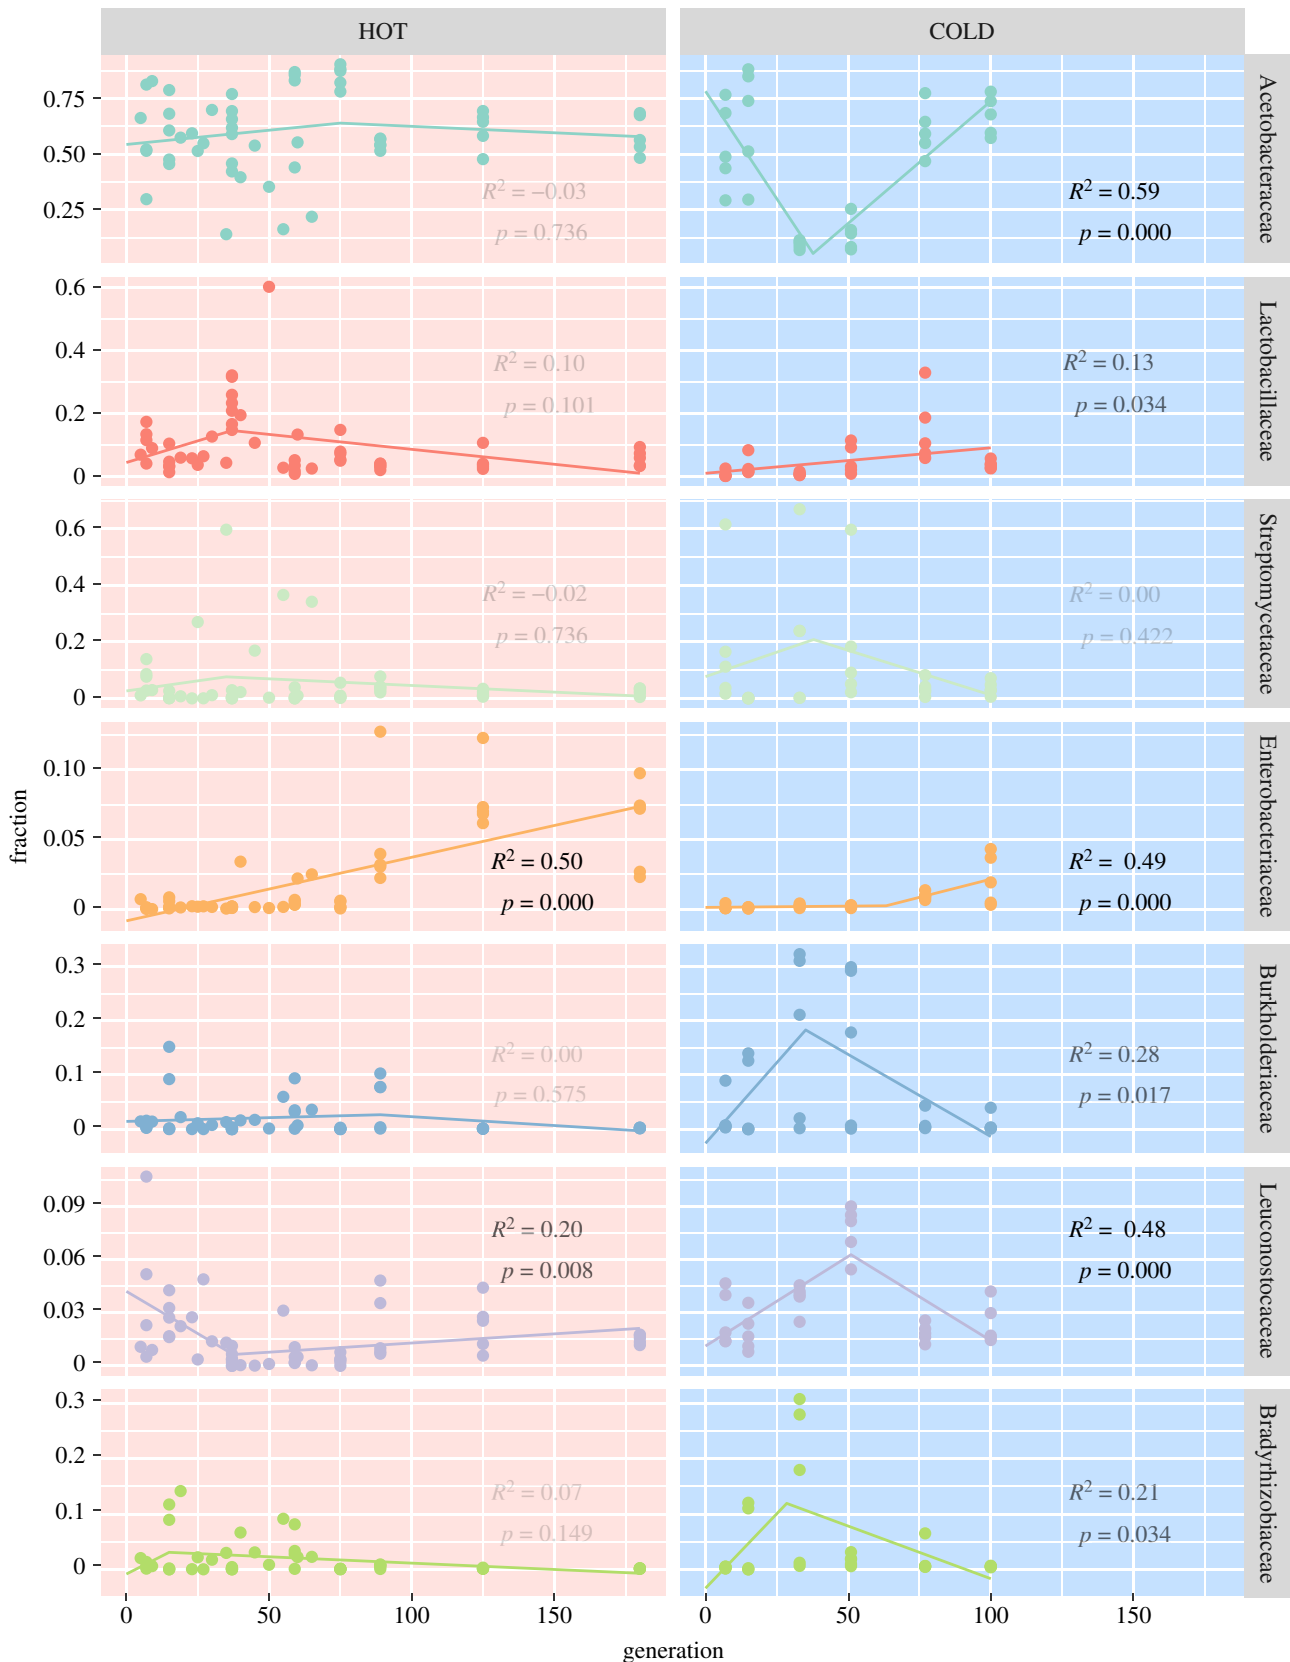 HOT
COLD
0.75
0.50
0.25
R² = −0.03
p = 0.736
R² = 0.59
p = 0.000
Acetobacteraceae
0.6
0.4
0.2
0
R² = 0.10
p = 0.101
R² = 0.13
p = 0.034
Lactobacillaceae
0.6
0.4
0.2
0
R² = −0.02
p = 0.736
R² = 0.00
p = 0.422
Streptomycetaceae
fraction
0.10
0.05
0
R² = 0.50
p = 0.000
R² = 0.49
p = 0.000
Enterobacteriaceae
0.3
0.2
0.1
0
R² = 0.00
p = 0.575
R² = 0.28
p = 0.017
Burkholderiaceae
0.09
0.06
0.03
0
R² = 0.20
p = 0.008
R² = 0.48
p = 0.000
Leuconostocaceae
0.3
0.2
0.1
0
R² = 0.07
p = 0.149
R² = 0.21
p = 0.034
Bradyrhizobiaceae
0 50 100 150
0 50 100 150
generation